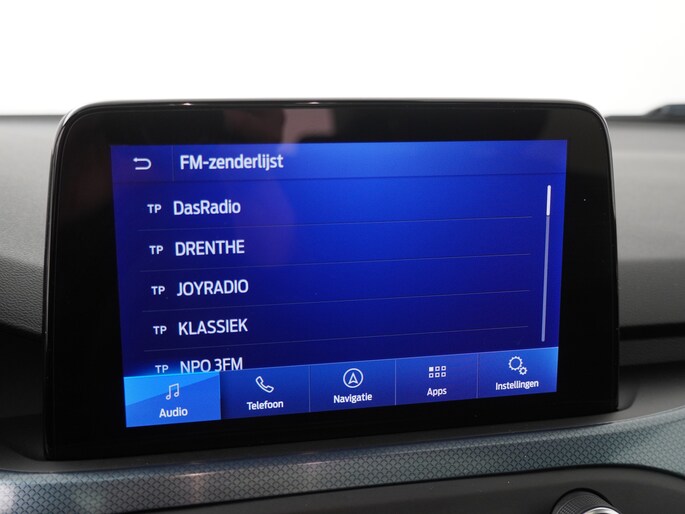 FM-zenderlijst
TP DasRadio
TP DRENTHE
TP JOYRADIO
TP KLASSIEK
TP NPO 3FM
Audio Telefoon Navigatie Apps Instellingen